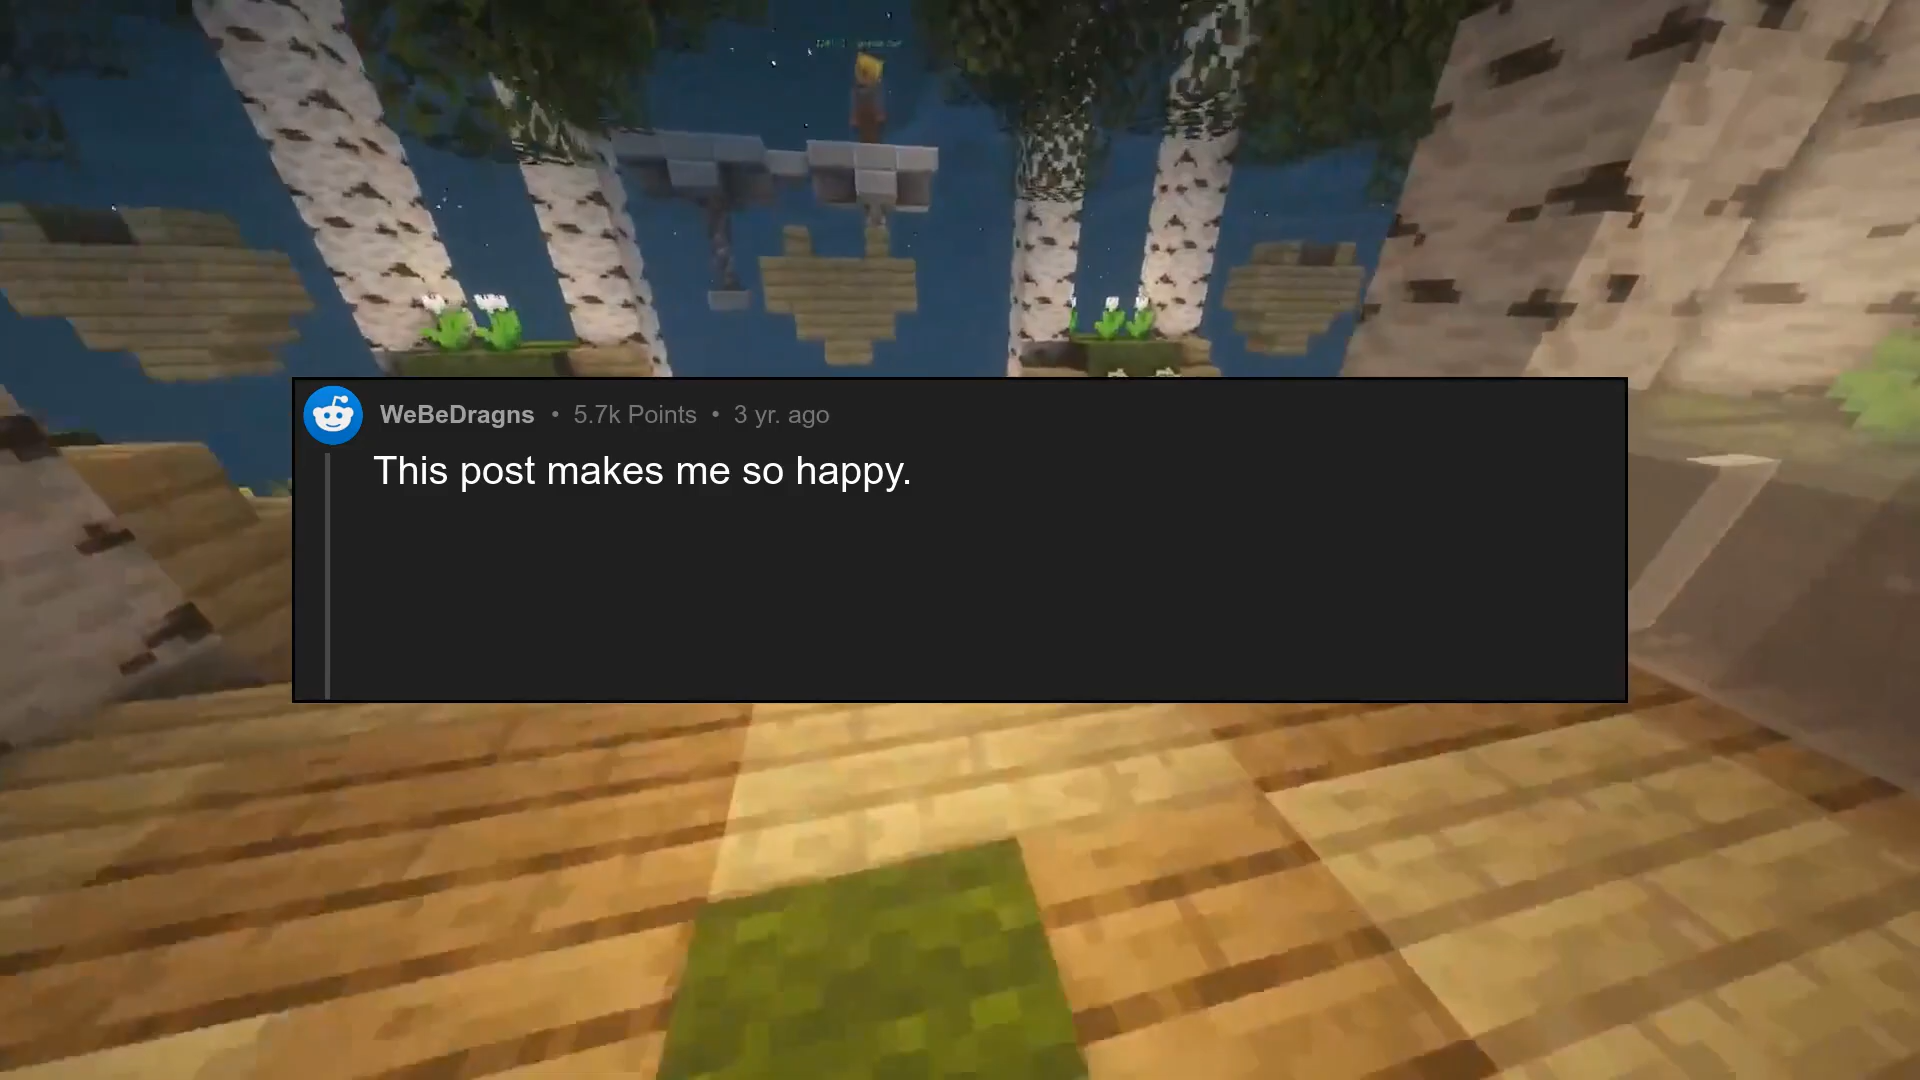 WeBeDragns • 5.7k Points • 3 yr. ago
This post makes me so happy.